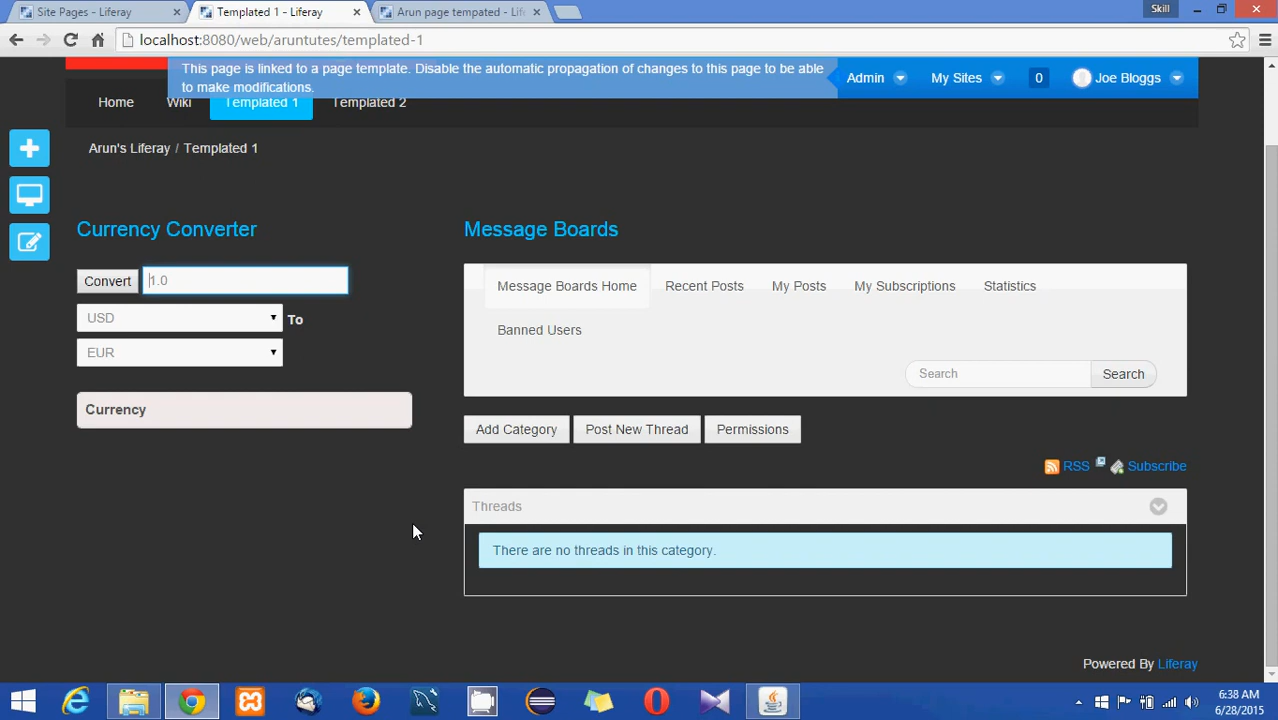 Site Pages - Liferay
Templated 1 - Liferay
Arun page tempated - Lif
Skill
localhost:8080/web/aruntutes/templated-1
This page is linked to a page template. Disable the automatic propagation of changes to this page to be able
to make modifications.
Admin
My Sites
0
Joe Bloggs
Home
Wiki
Templated 1
Templated 2
Arun's Liferay / Templated 1
Currency Converter
Message Boards
Convert
1.0
USD
To
EUR
Currency
Message Boards Home
Recent Posts
My Posts
My Subscriptions
Statistics
Banned Users
Search
Search
Add Category
Post New Thread
Permissions
RSS
Subscribe
Threads
There are no threads in this category.
Powered By Liferay
6:38 AM
6/28/2015